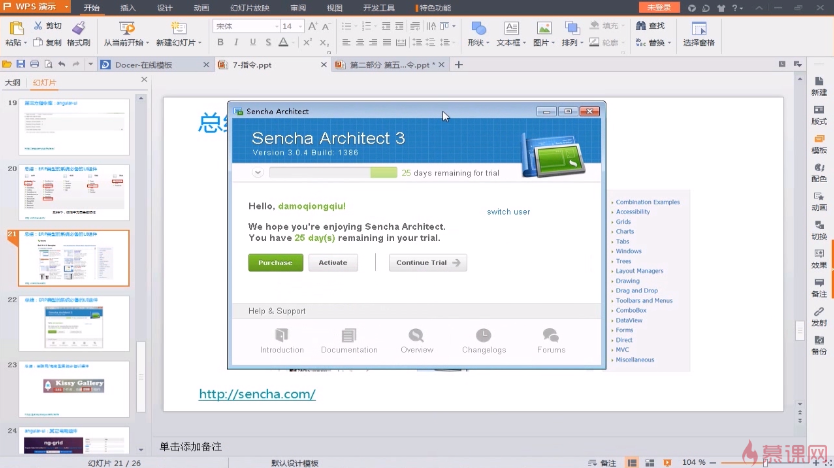 WPS 演示
开始
插入
设计
动画
幻灯片放映
审阅
视图
开发工具
特色功能
未登录
粘贴
剪切
复制
格式刷
从当前开始
新建幻灯片
宋体
14
形状
文本框
图片
排列
填充
轮廓
查找
替换
选择窗格
Docer-在线模板
7-指令.ppt
第二部分 第五...令.ppt *
大纲
幻灯片
19
20
21
22
23
Kissy Gallery
24
ng-grid
Sencha Architect
Sencha Architect 3
Version 3.0.4 Build: 1386
25 days remaining for trial
Hello, damoqiongqiu!
switch user
We hope you're enjoying Sencha Architect.
You have 25 day(s) remaining in your trial.
Purchase
Activate
Continue Trial
Help & Support
Introduction
Documentation
Overview
Changelogs
Forums
Combination Examples
Accessibility
Grids
Charts
Tabs
Windows
Trees
Layout Managers
Drawing
Drag and Drop
Toolbars and Menus
ComboBox
DataView
Forms
Direct
MVC
Miscellaneous
http://sencha.com/
新建
版式
模板
配色
动画
切换
效果
备注
发射
备份
单击添加备注
幻灯片 21 / 26
默认设计模板
备注
104 %
慕课网